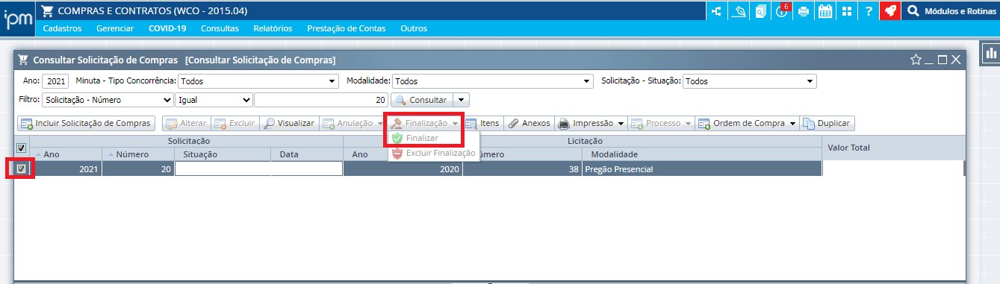 ipm COMPRAS E CONTRATOS (WCO - 2015.04) 6 ? Módulos e Rotinas
Cadastros Gerenciar COVID-19 Consultas Relatórios Prestação de Contas Outros
Consultar Solicitação de Compras [Consultar Solicitação de Compras]
Ano: 2021 Minuta - Tipo Concorrência: Todos Modalidade: Todos Solicitação - Situação: Todos
Filtro: Solicitação - Número Igual 20 Consultar
Incluir Solicitação de Compras Alterar Excluir Visualizar Anulação Finalização Itens Anexos Impressão Processo Ordem de Compra Duplicar
Finalizar
Excluir Finalização
Solicitação Licitação Valor Total
Ano Número Situação Data Ano úmero Modalidade
2021 20 2020 38 Pregão Presencial